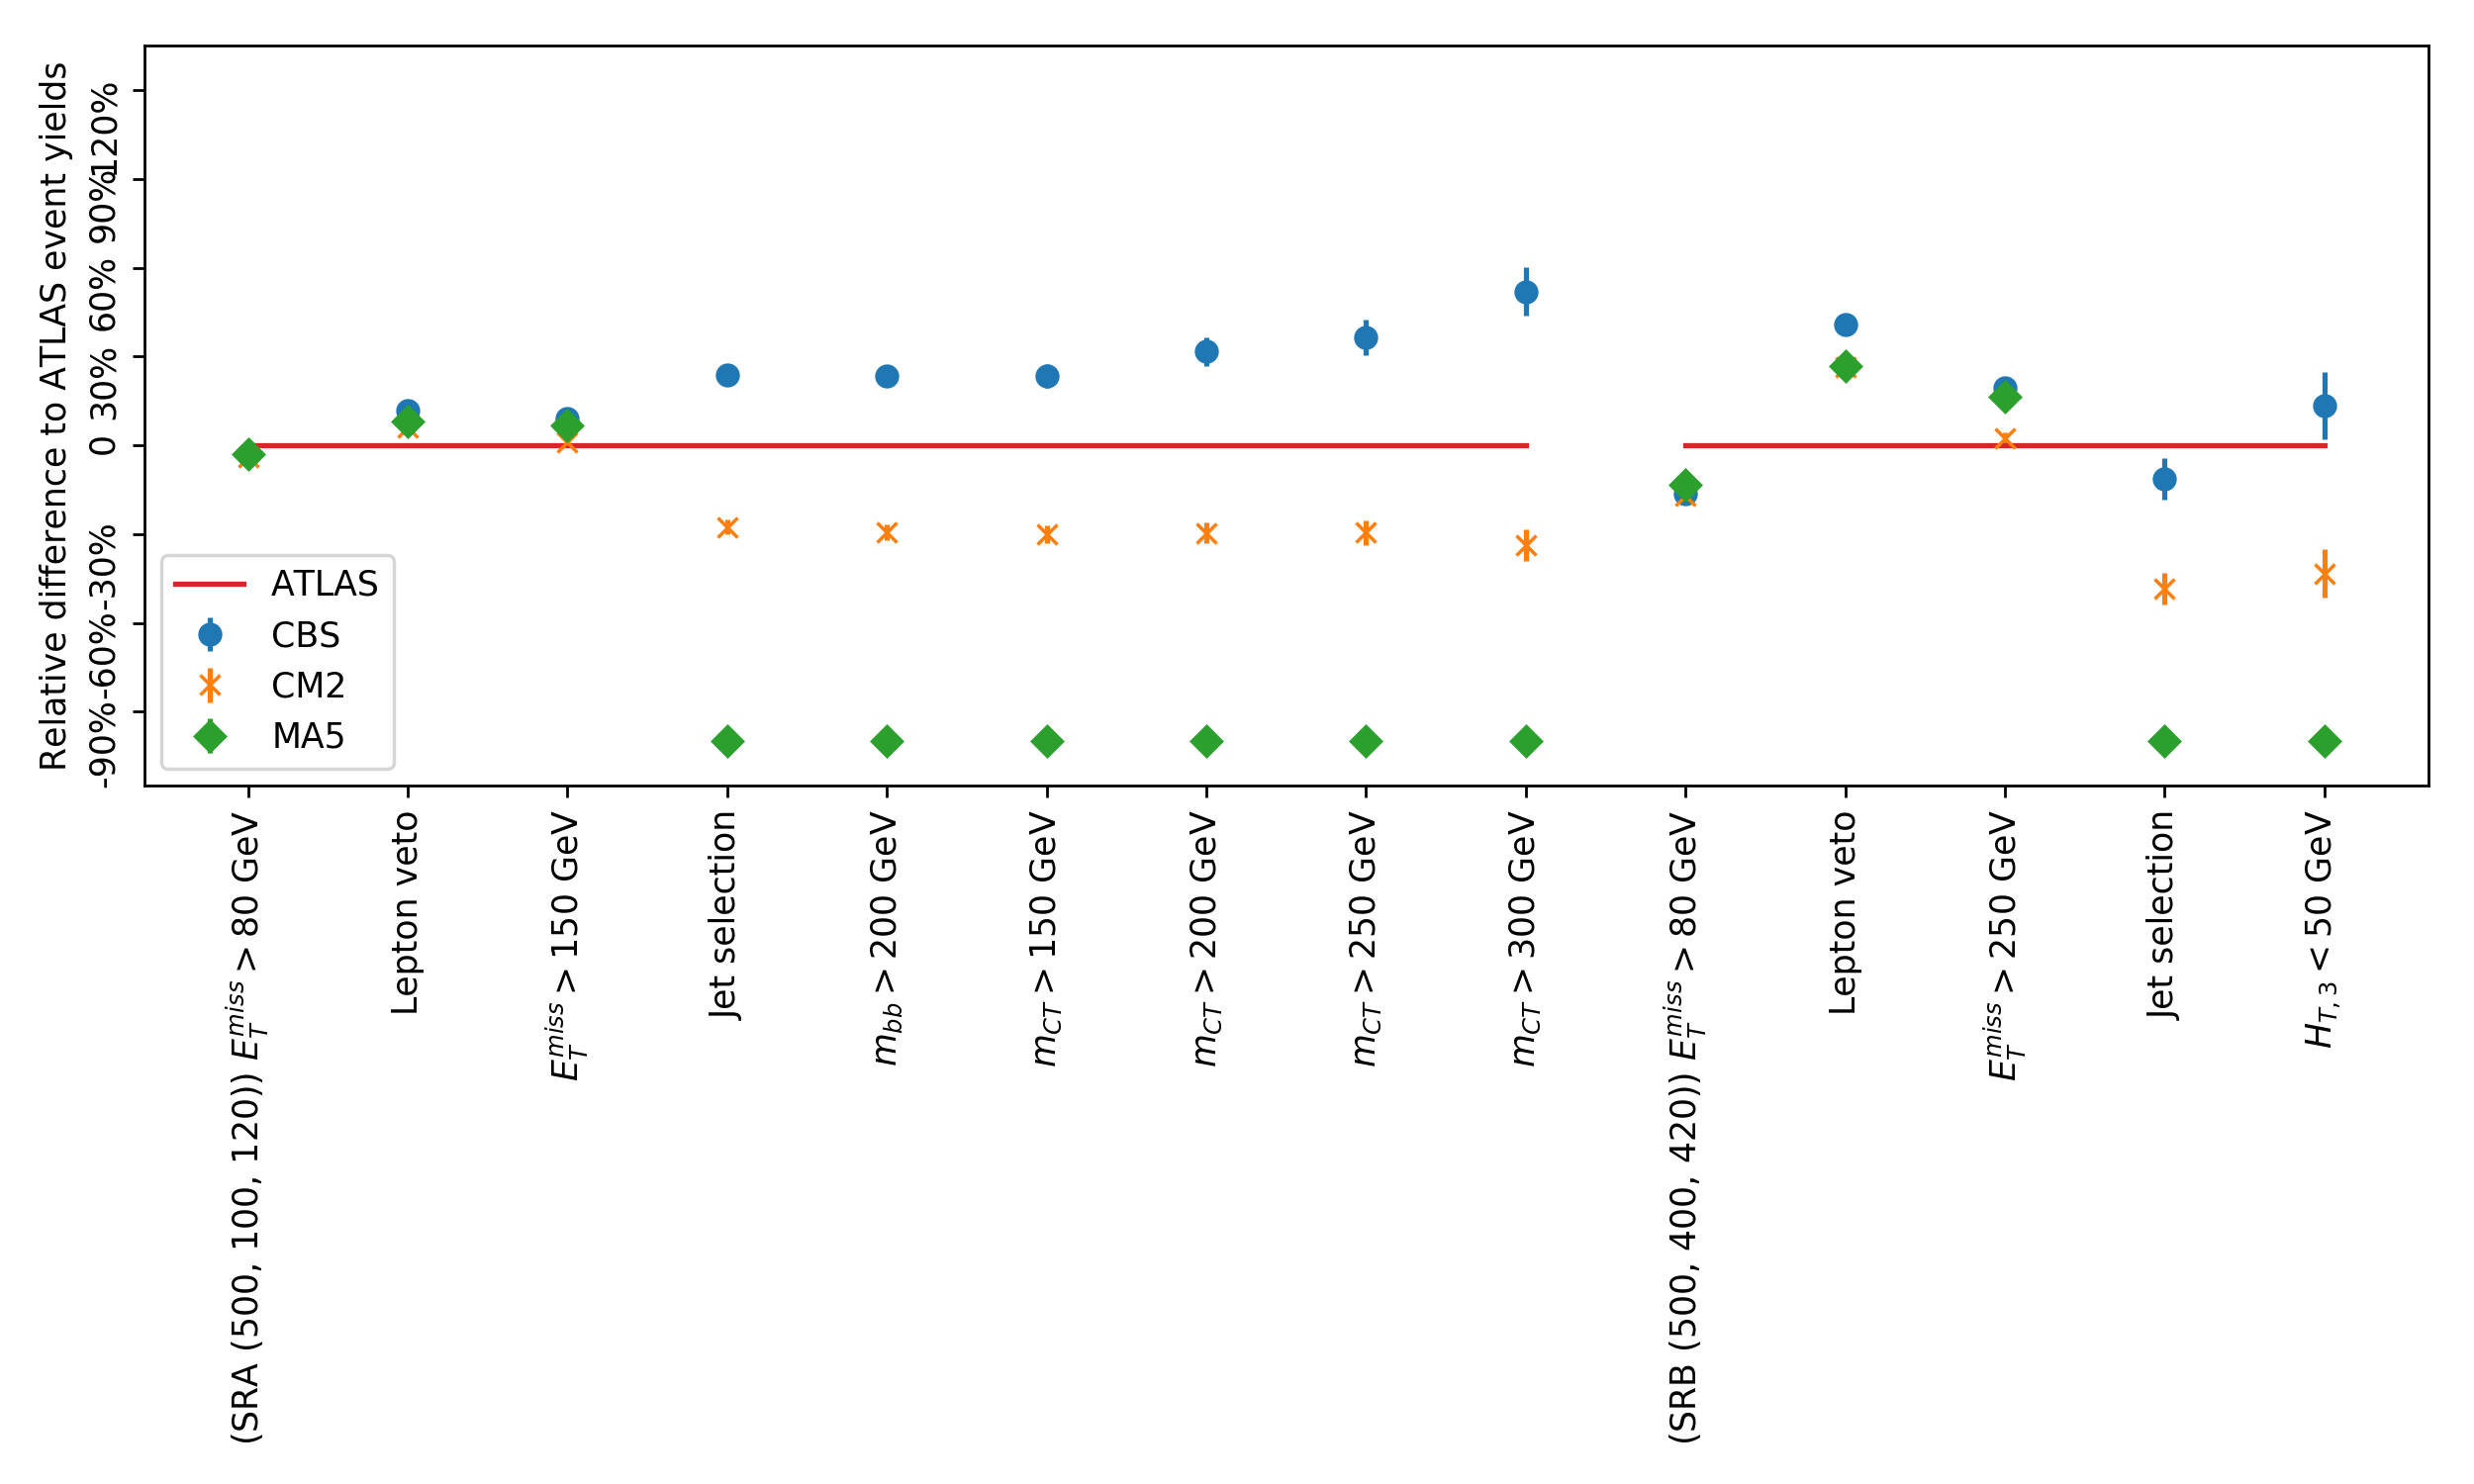 Relative difference to ATLAS event yields
120%
90%
60%
30%
0
-30%
-60%
-90%
ATLAS
CBS
CM2
MA5
(SRA (500, 100, 120)) E_T^miss > 80 GeV
Lepton veto
E_T^miss > 150 GeV
Jet selection
m_bb > 200 GeV
m_CT > 150 GeV
m_CT > 200 GeV
m_CT > 250 GeV
m_CT > 300 GeV
(SRB (500, 400, 420)) E_T^miss > 80 GeV
Lepton veto
E_T^miss > 250 GeV
Jet selection
H_T, 3 < 50 GeV